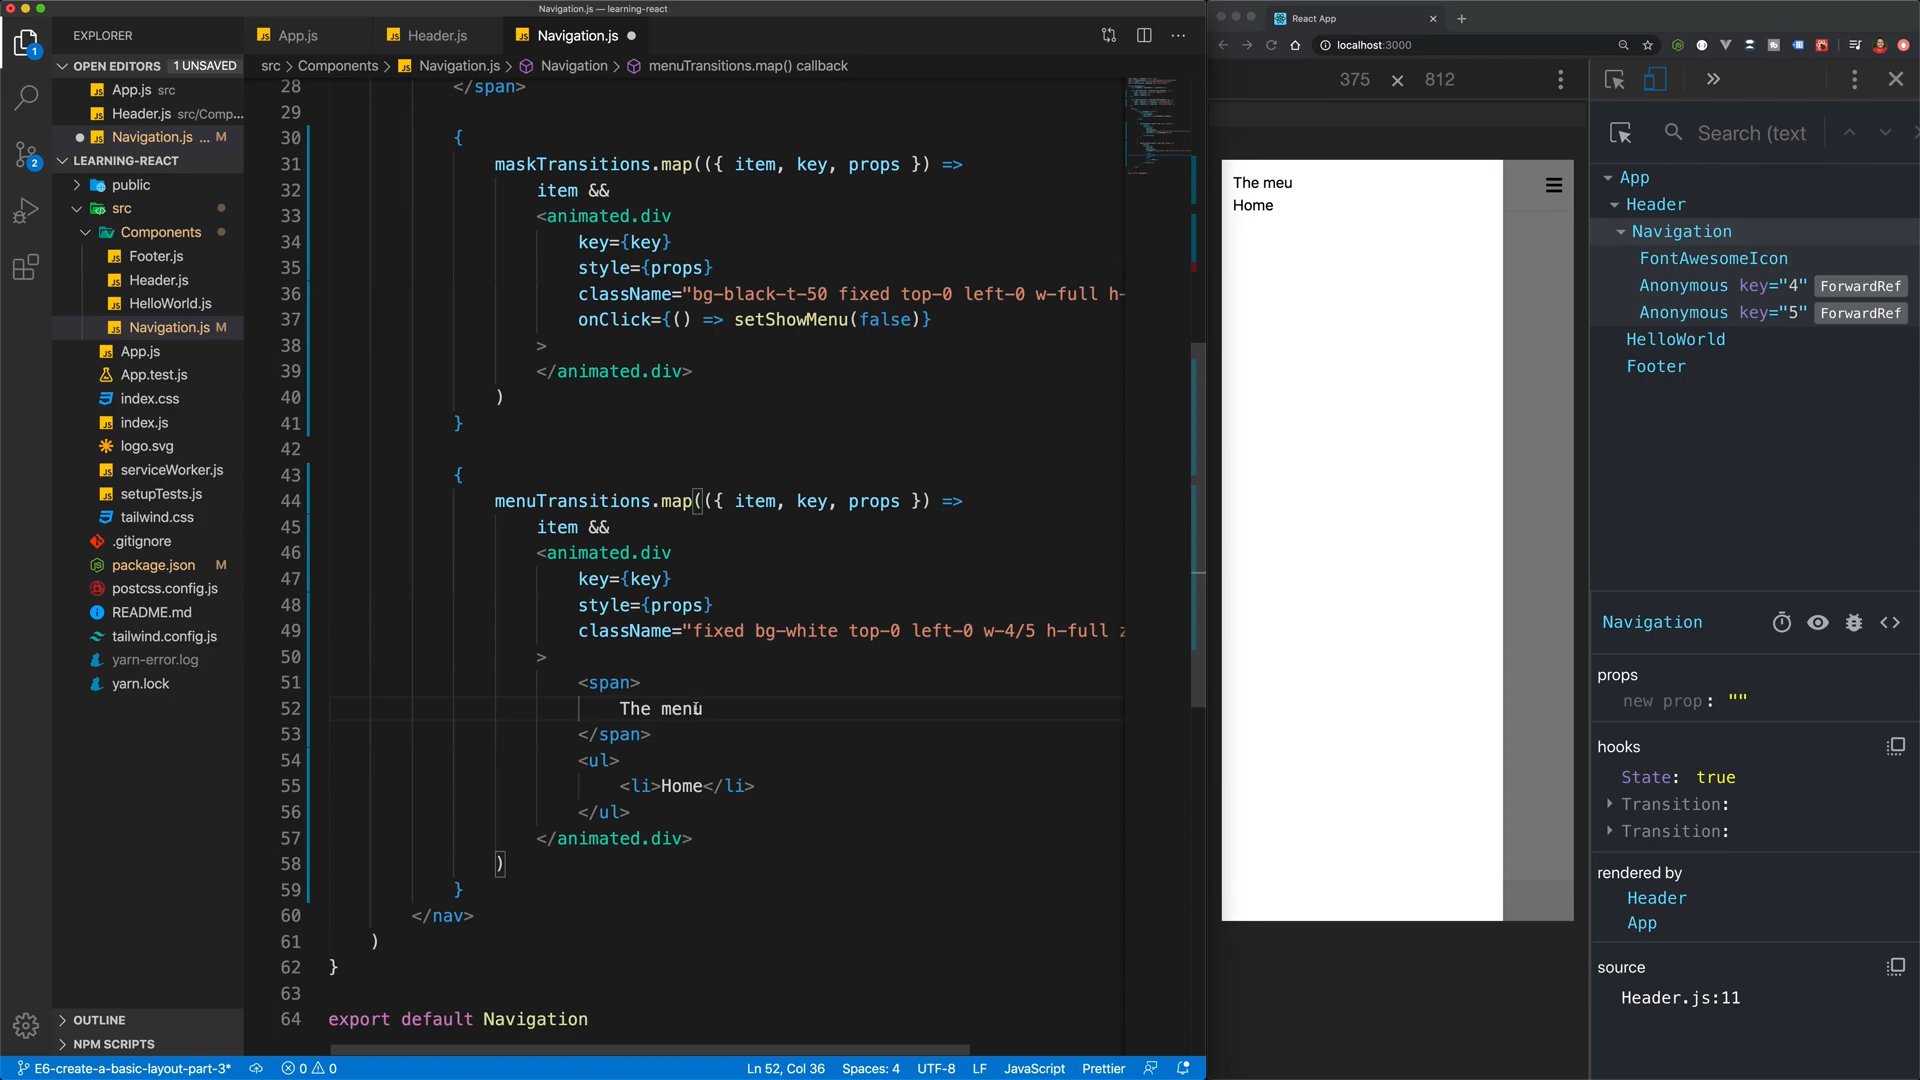 Navigation.js — learning-react
EXPLORER
OPEN EDITORS 1 UNSAVED
App.js src
Header.js src/Comp...
Navigation.js ... M
LEARNING-REACT
public
src
Components
Footer.js
Header.js
HelloWorld.js
Navigation.js M
App.js
App.test.js
index.css
index.js
logo.svg
serviceWorker.js
setupTests.js
tailwind.css
.gitignore
package.json M
postcss.config.js
README.md
tailwind.config.js
yarn-error.log
yarn.lock
OUTLINE
NPM SCRIPTS
1
2
App.js
Header.js
Navigation.js
src > Components > Navigation.js > Navigation > menuTransitions.map() callback
28 </span>
29
30 {
31 maskTransitions.map(({ item, key, props }) =>
32 item &&
33 <animated.div
34 key={key}
35 style={props}
36 className="bg-black-t-50 fixed top-0 left-0 w-full h-
37 onClick={() => setShowMenu(false)}
38 >
39 </animated.div>
40 )
41 }
42
43 {
44 menuTransitions.map(({ item, key, props }) =>
45 item &&
46 <animated.div
47 key={key}
48 style={props}
49 className="fixed bg-white top-0 left-0 w-4/5 h-full z
50 >
51 <span>
52 The menu
53 </span>
54 <ul>
55 <li>Home</li>
56 </ul>
57 </animated.div>
58 )
59 }
60 </nav>
61 )
62 }
63
64 export default Navigation
E6-create-a-basic-layout-part-3* 0 0 Ln 52, Col 36 Spaces: 4 UTF-8 LF JavaScript Prettier
React App
localhost:3000
375 812
The meu
Home
Search (text
App
Header
Navigation
FontAwesomeIcon
Anonymous key="4" ForwardRef
Anonymous key="5" ForwardRef
HelloWorld
Footer
Navigation
props
new prop: ""
hooks
State: true
Transition:
Transition:
rendered by
Header
App
source
Header.js:11